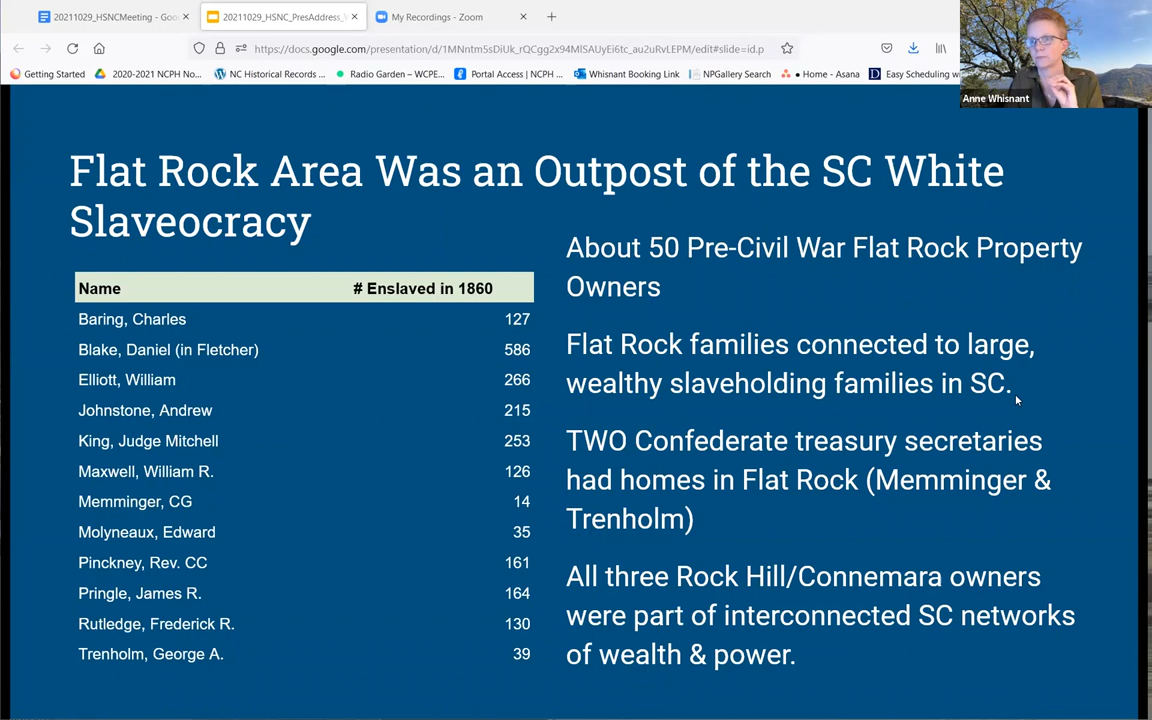 20211029_HSNCMeeting - Goo
20211029_HSNC_PresAddress_V
My Recordings - Zoom
https://docs.google.com/presentation/d/1MNntm5sDiUk_rQCgg2x94MlSAUyEi6tc_au2uRvLEPM/edit#slide=id.p
Getting Started
2020-2021 NCPH No...
NC Historical Records ...
Radio Garden – WCPE...
Portal Access | NCPH ...
Whisnant Booking Link
NPGallery Search
● Home - Asana
Easy Scheduling w
Anne Whisnant
Flat Rock Area Was an Outpost of the SC White
Slaveocracy
Name # Enslaved in 1860
Baring, Charles 127
Blake, Daniel (in Fletcher) 586
Elliott, William 266
Johnstone, Andrew 215
King, Judge Mitchell 253
Maxwell, William R. 126
Memminger, CG 14
Molyneaux, Edward 35
Pinckney, Rev. CC 161
Pringle, James R. 164
Rutledge, Frederick R. 130
Trenholm, George A. 39
About 50 Pre-Civil War Flat Rock Property
Owners
Flat Rock families connected to large,
wealthy slaveholding families in SC.
TWO Confederate treasury secretaries
had homes in Flat Rock (Memminger &
Trenholm)
All three Rock Hill/Connemara owners
were part of interconnected SC networks
of wealth & power.